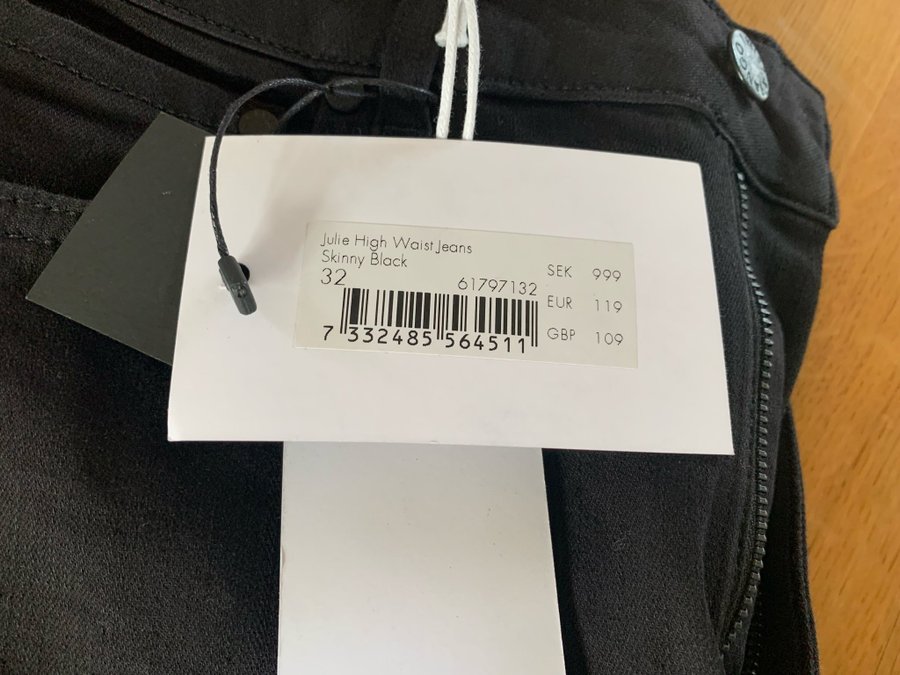 Julie High Waist Jeans
Skinny Black
32 61797132
7 332485 564511
SEK 999
EUR 119
GBP 109